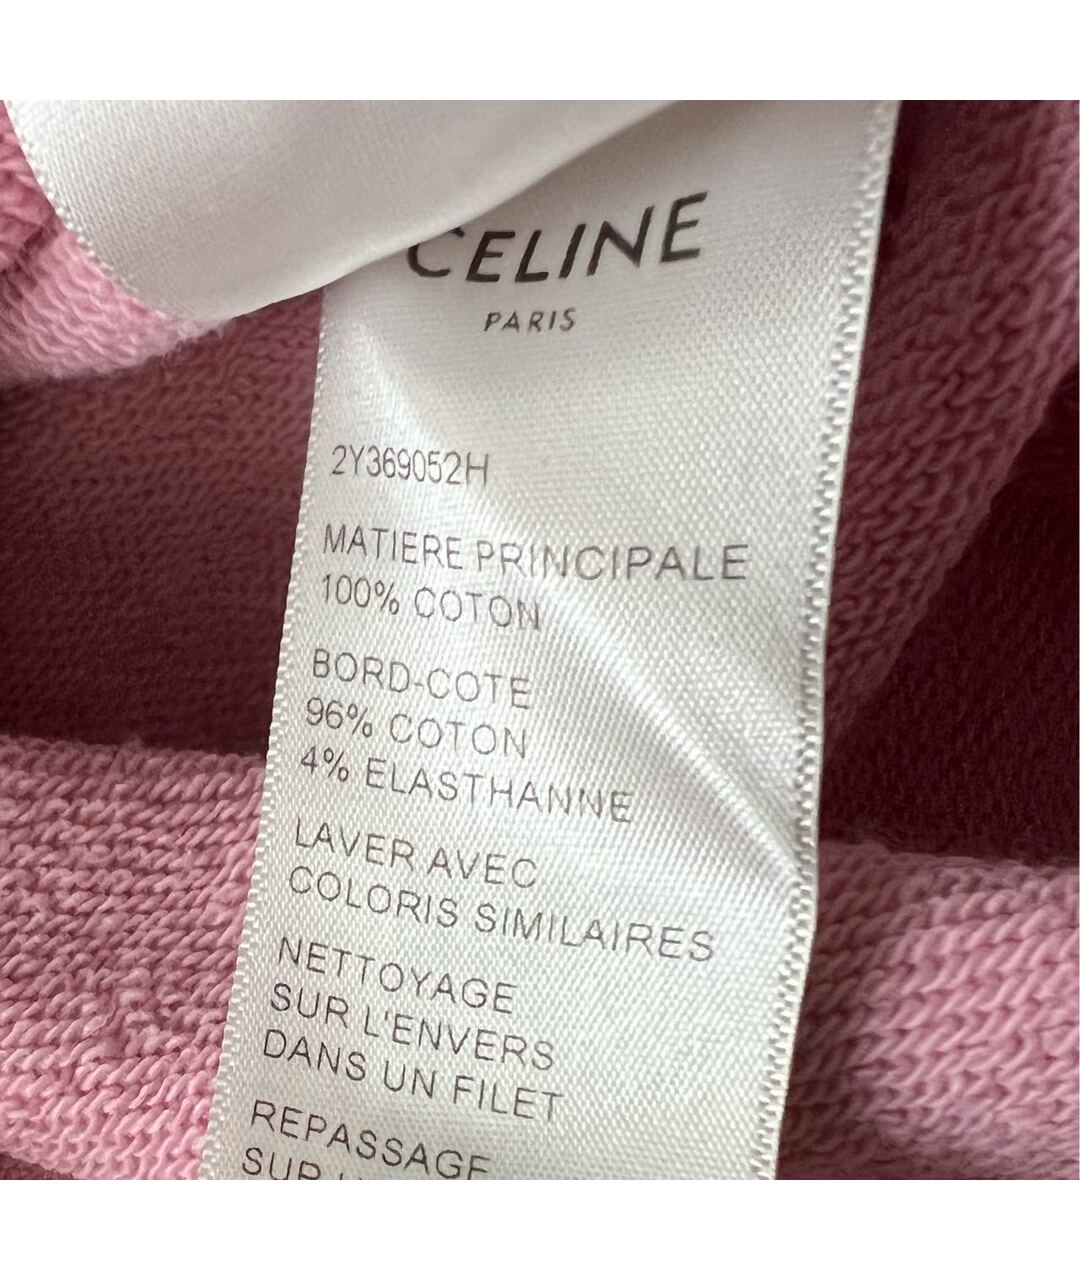 CELINE
PARIS
2Y369052H
MATIERE PRINCIPALE
100% COTON
BORD-COTE
96% COTON
4% ELASTHANNE
LAVER AVEC
COLORIS SIMILAIRES
NETTOYAGE
SUR L'ENVERS
DANS UN FILET
REPASSAGE
SUR